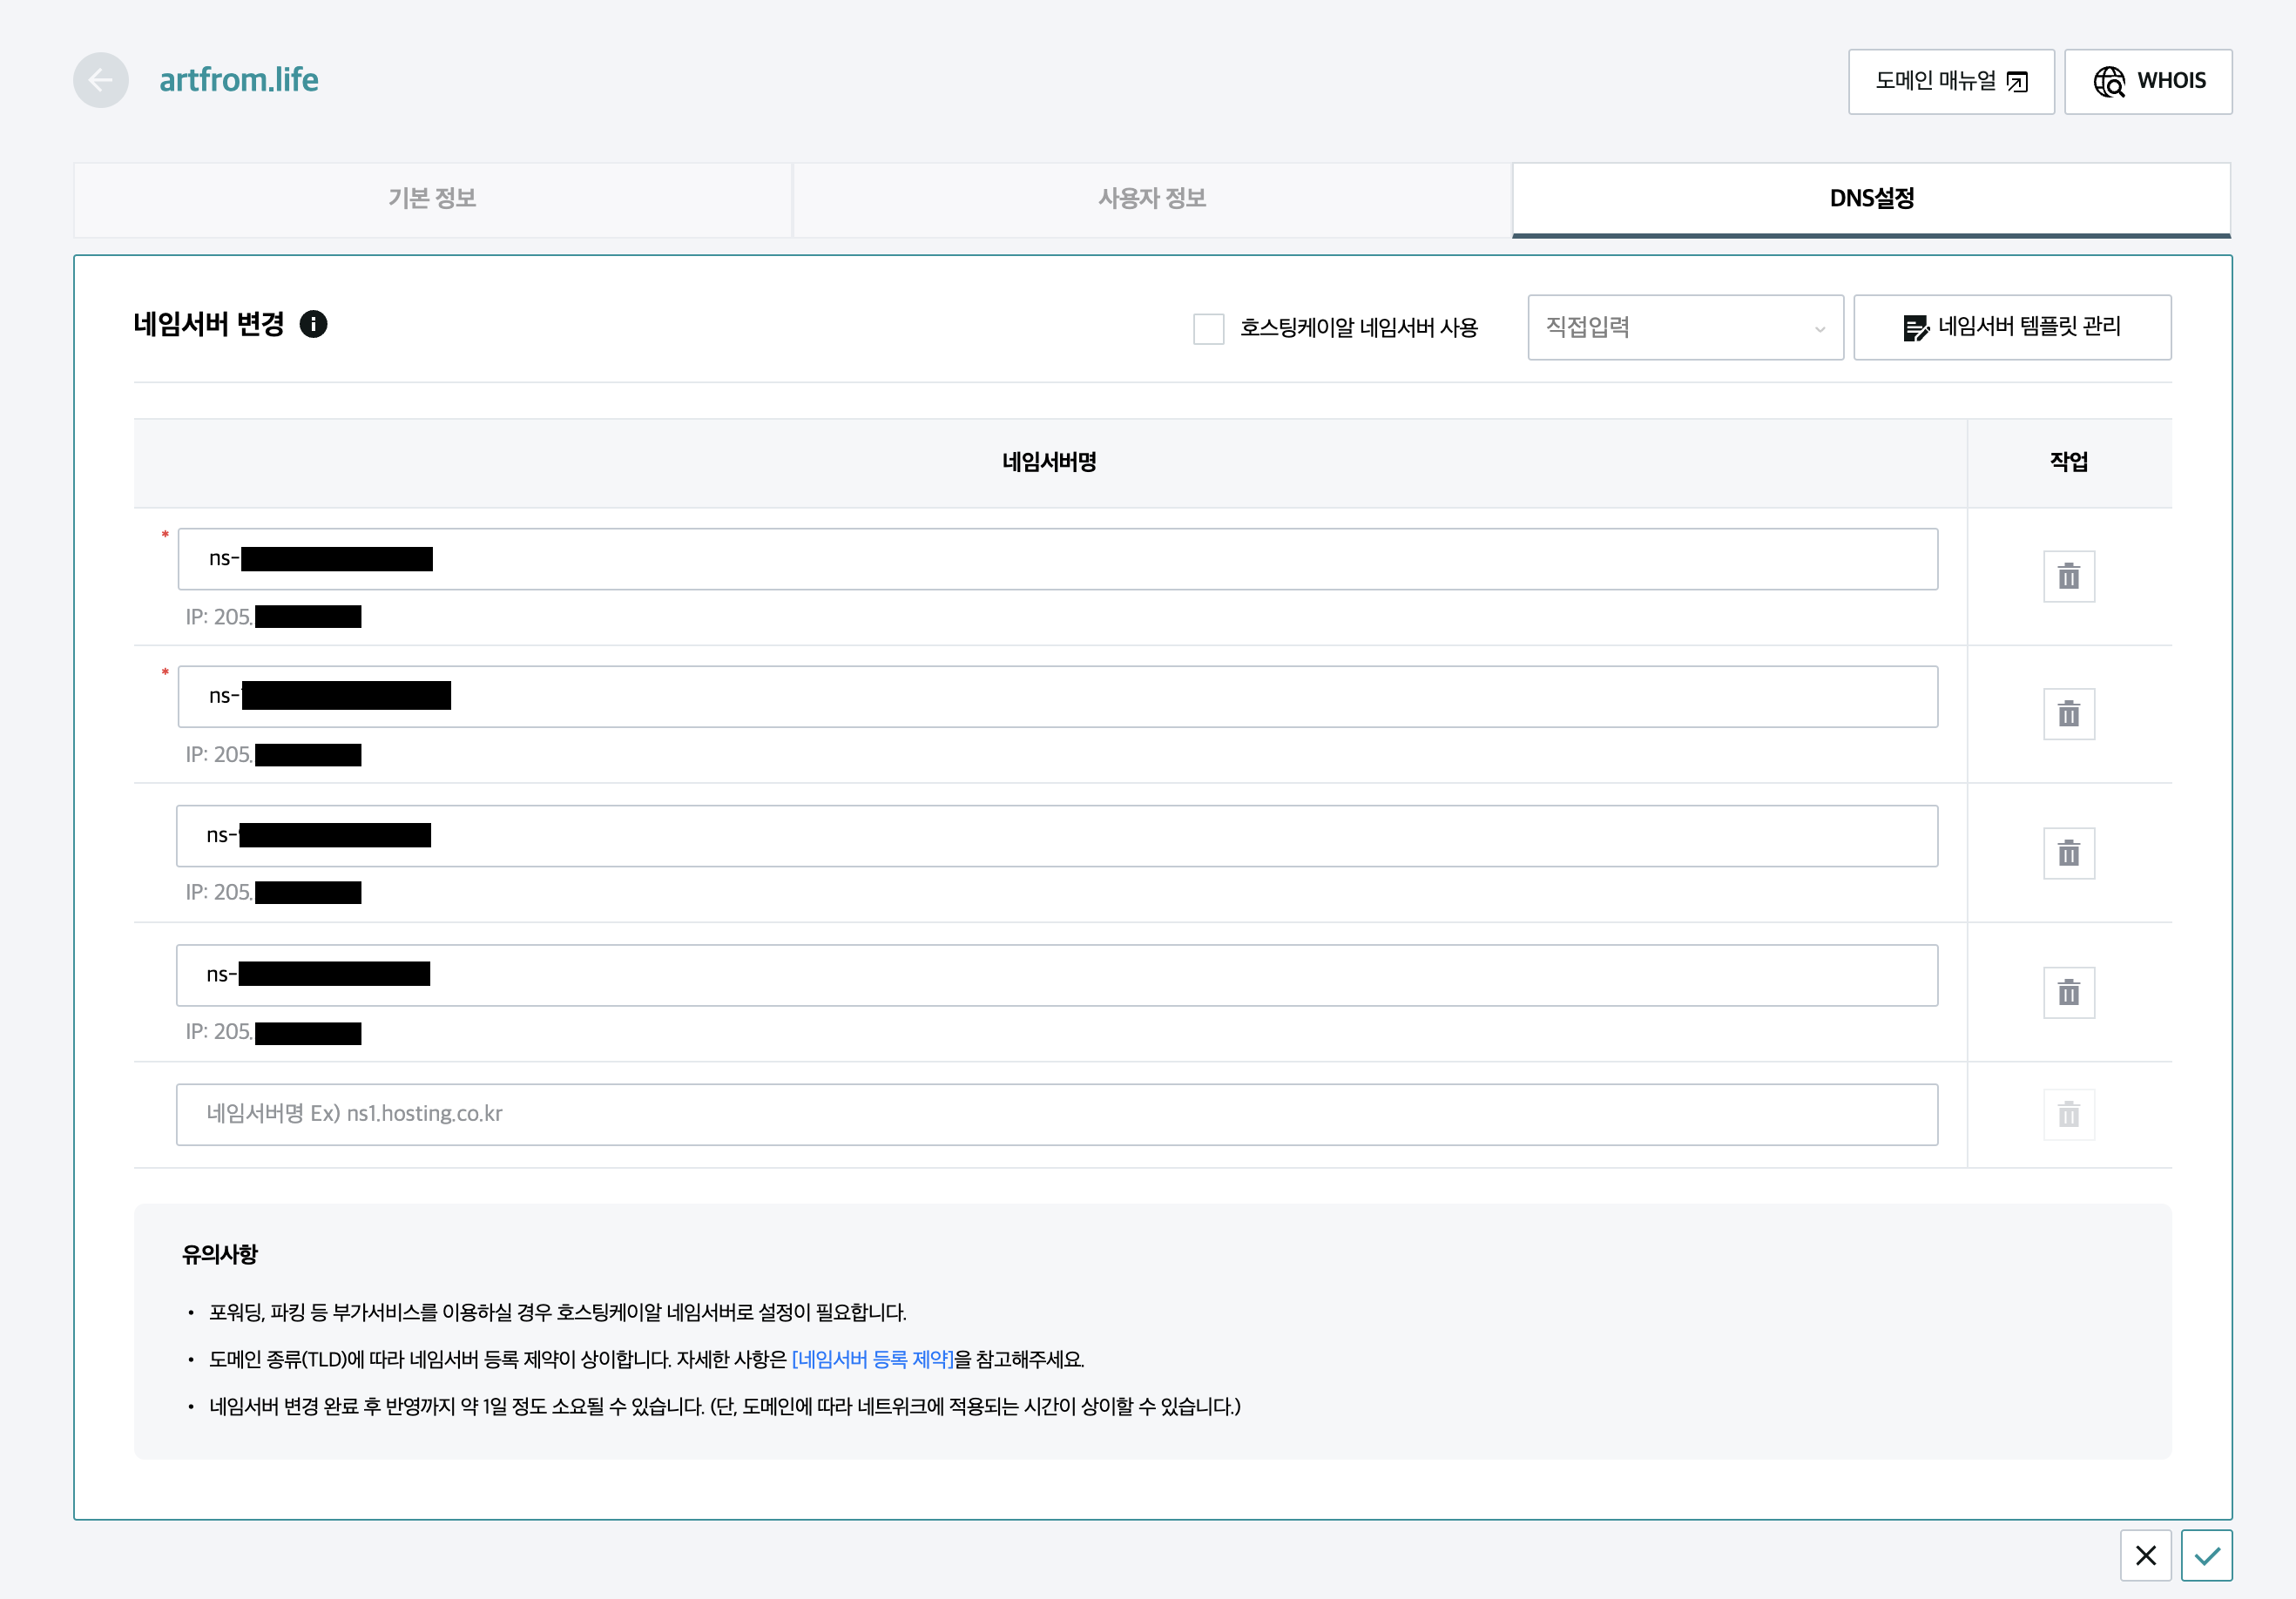 artfrom.life
도메인 매뉴얼
WHOIS
기본 정보
사용자 정보
DNS설정
네임서버 변경
호스팅케이알 네임서버 사용
직접입력
네임서버 템플릿 관리
네임서버명
작업
* ns-
IP: 205.
* ns-
IP: 205.
ns-
IP: 205.
ns-
IP: 205.
네임서버명 Ex) ns1.hosting.co.kr
유의사항
• 포워딩, 파킹 등 부가서비스를 이용하실 경우 호스팅케이알 네임서버로 설정이 필요합니다.
• 도메인 종류(TLD)에 따라 네임서버 등록 제약이 상이합니다. 자세한 사항은 [네임서버 등록 제약]을 참고해주세요.
• 네임서버 변경 완료 후 반영까지 약 1일 정도 소요될 수 있습니다. (단, 도메인에 따라 네트워크에 적용되는 시간이 상이할 수 있습니다.)